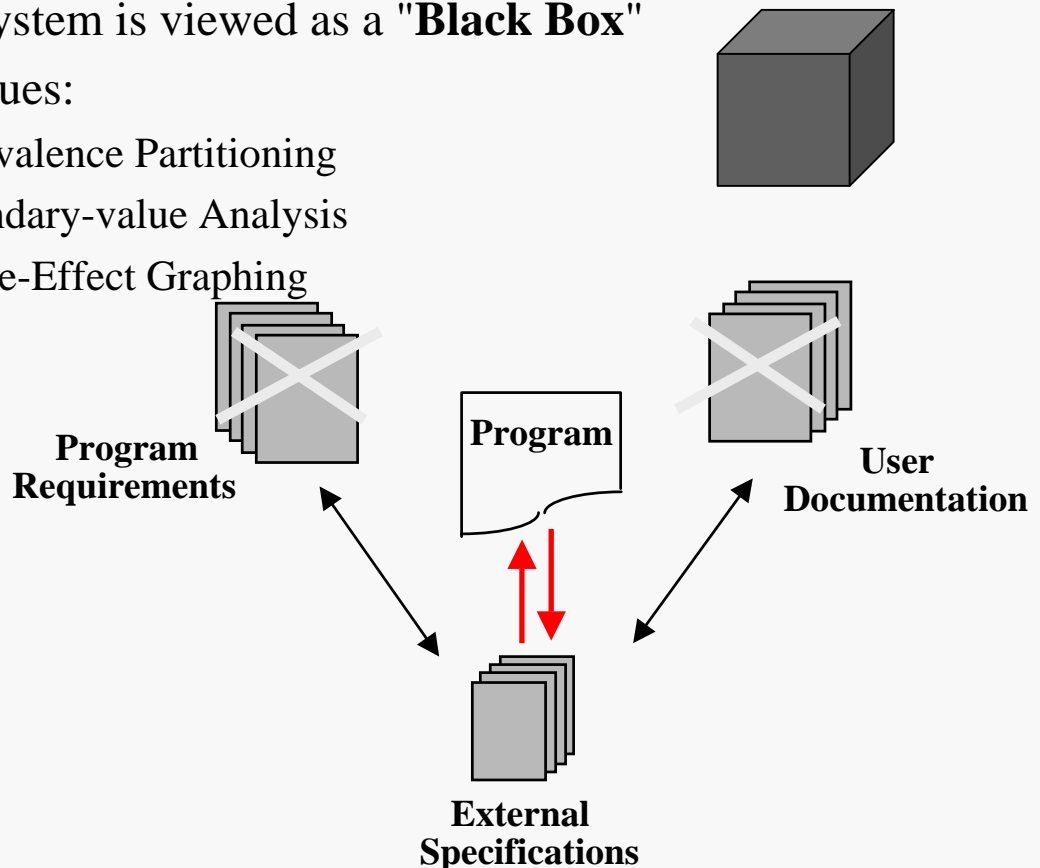 ystem is viewed as a "Black Box"
ues:
valence Partitioning
ndary-value Analysis
e-Effect Graphing
Program
Requirements
Program
User
Documentation
External
Specifications